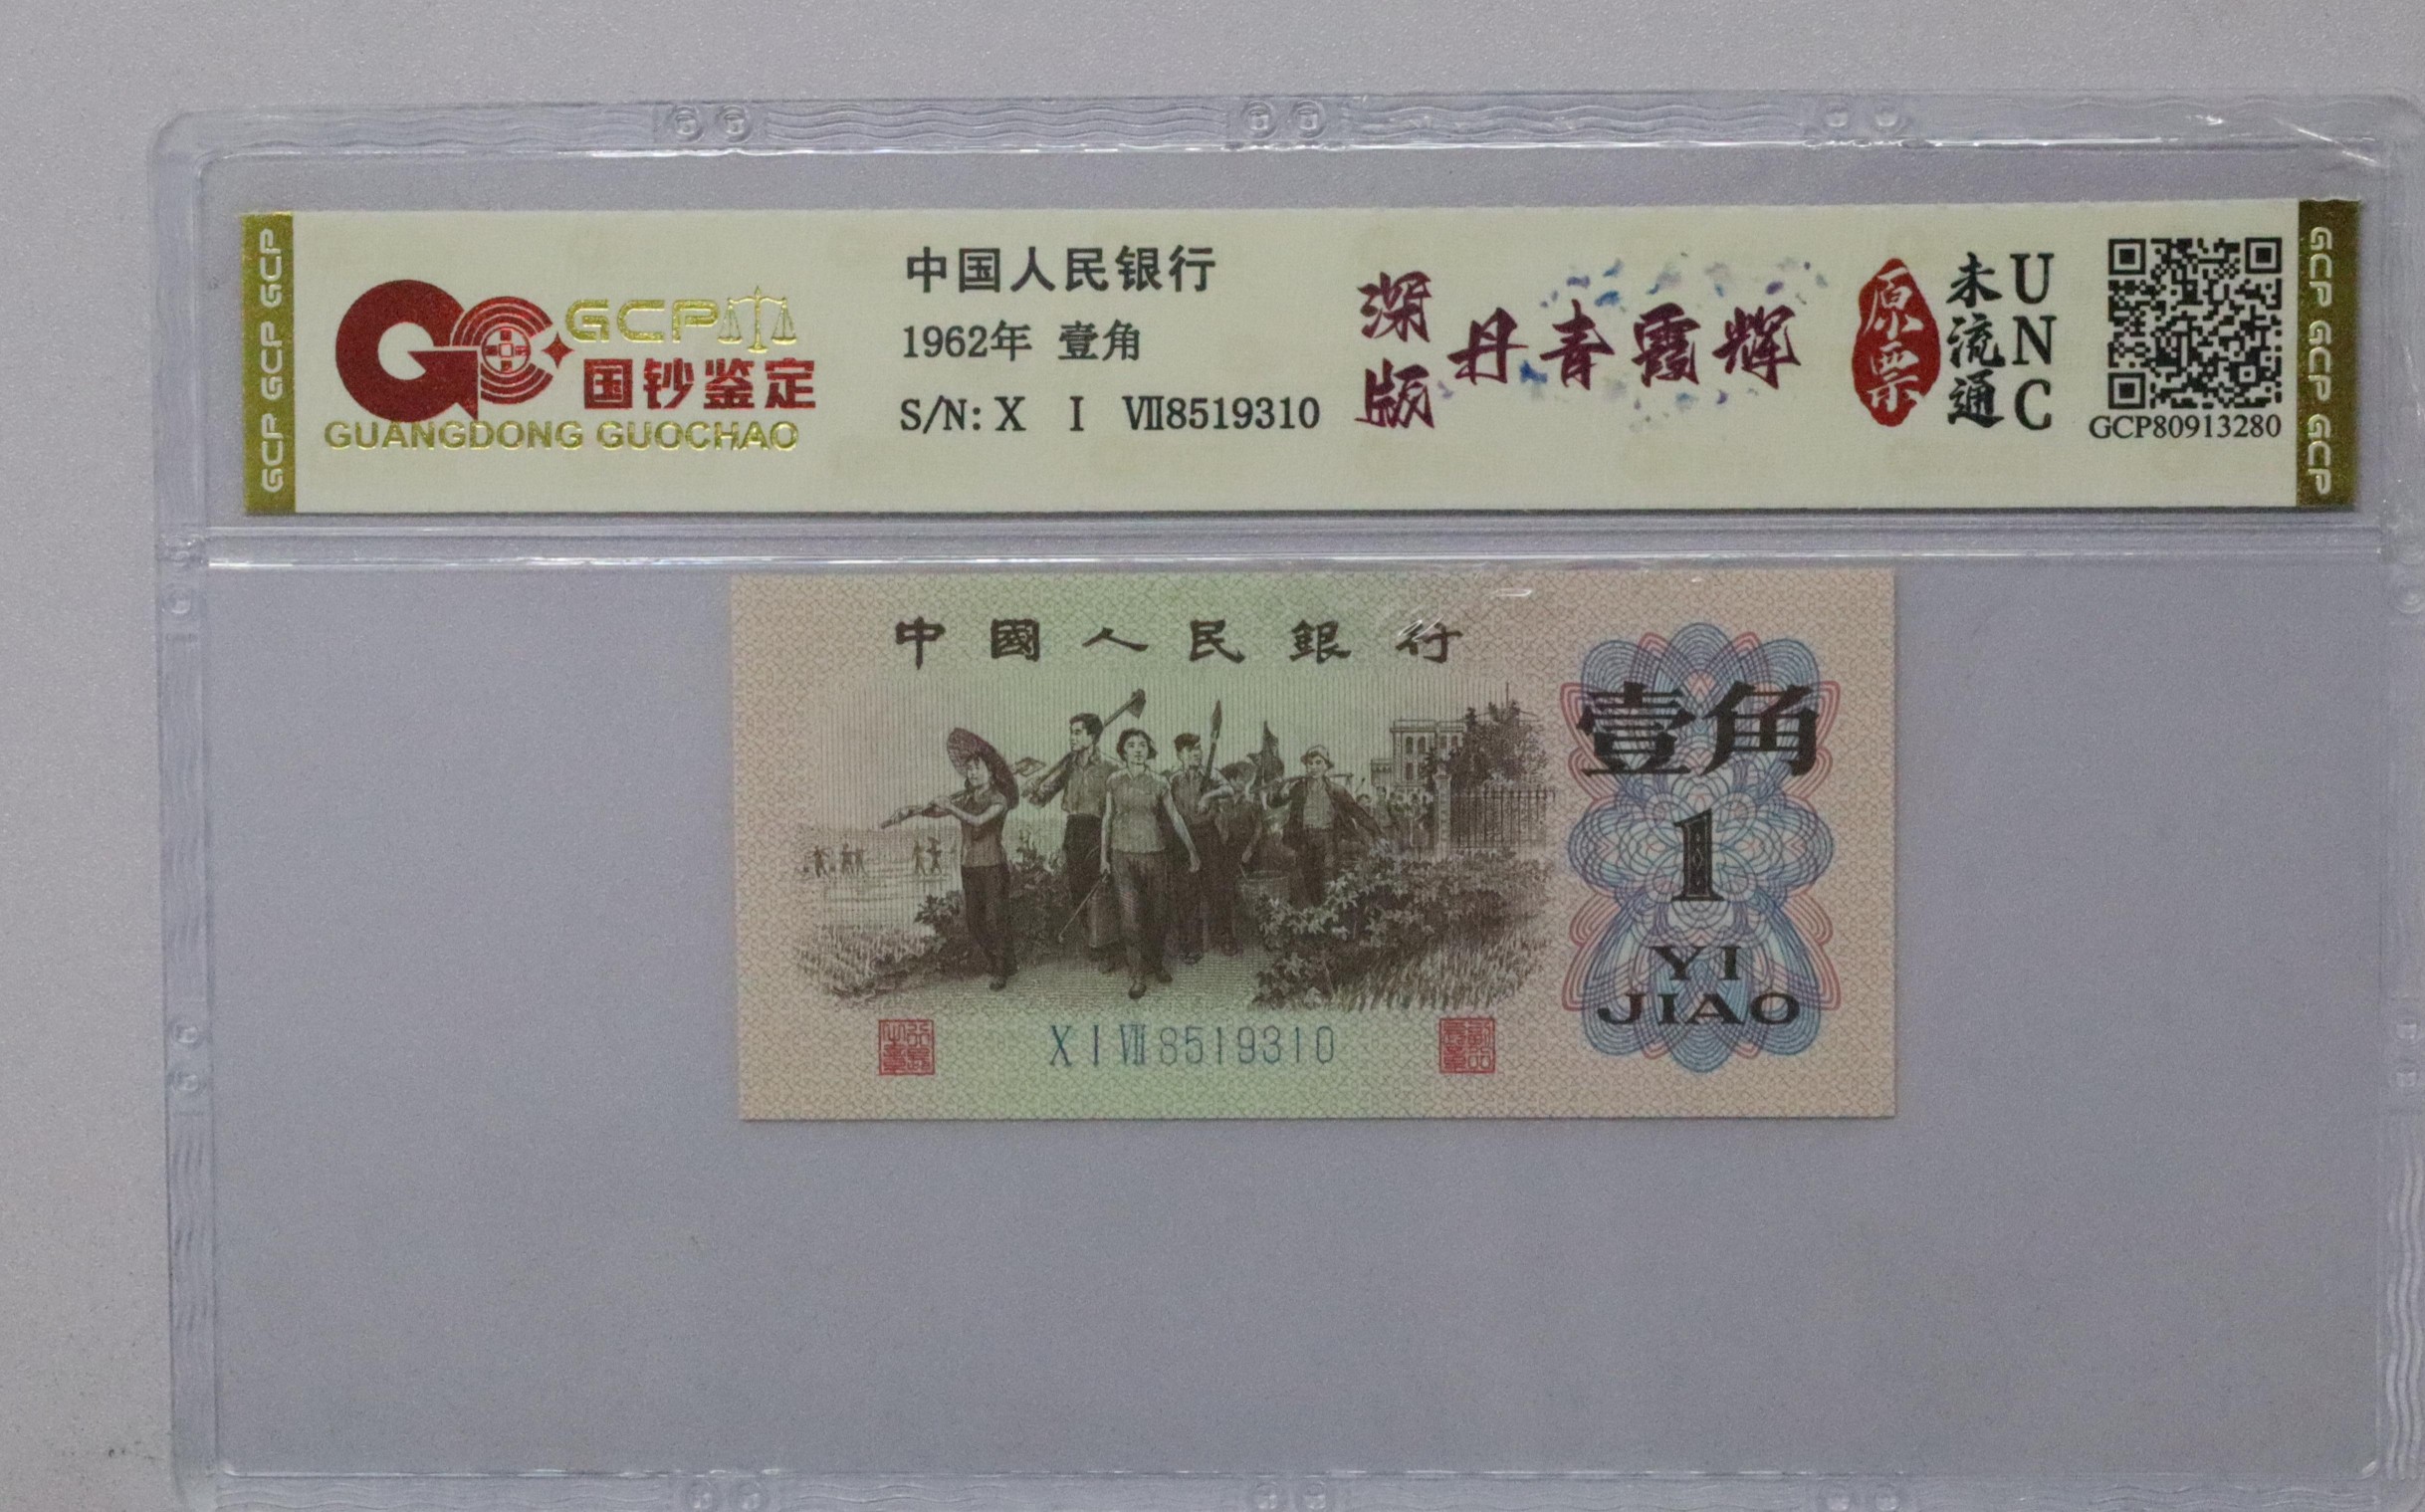 GCP GCP GCP
GCP
国钞鉴定
GUANGDONG GUOCHAO
中国人民银行
1962年 壹角
S/N: X I Ⅶ8519310
深版
丹青霞辉
原票
未流通
UNC
GCP80913280
GCP GCP GCP
中國人民銀行
壹角
1
YI
JIAO
X I Ⅶ 8519310